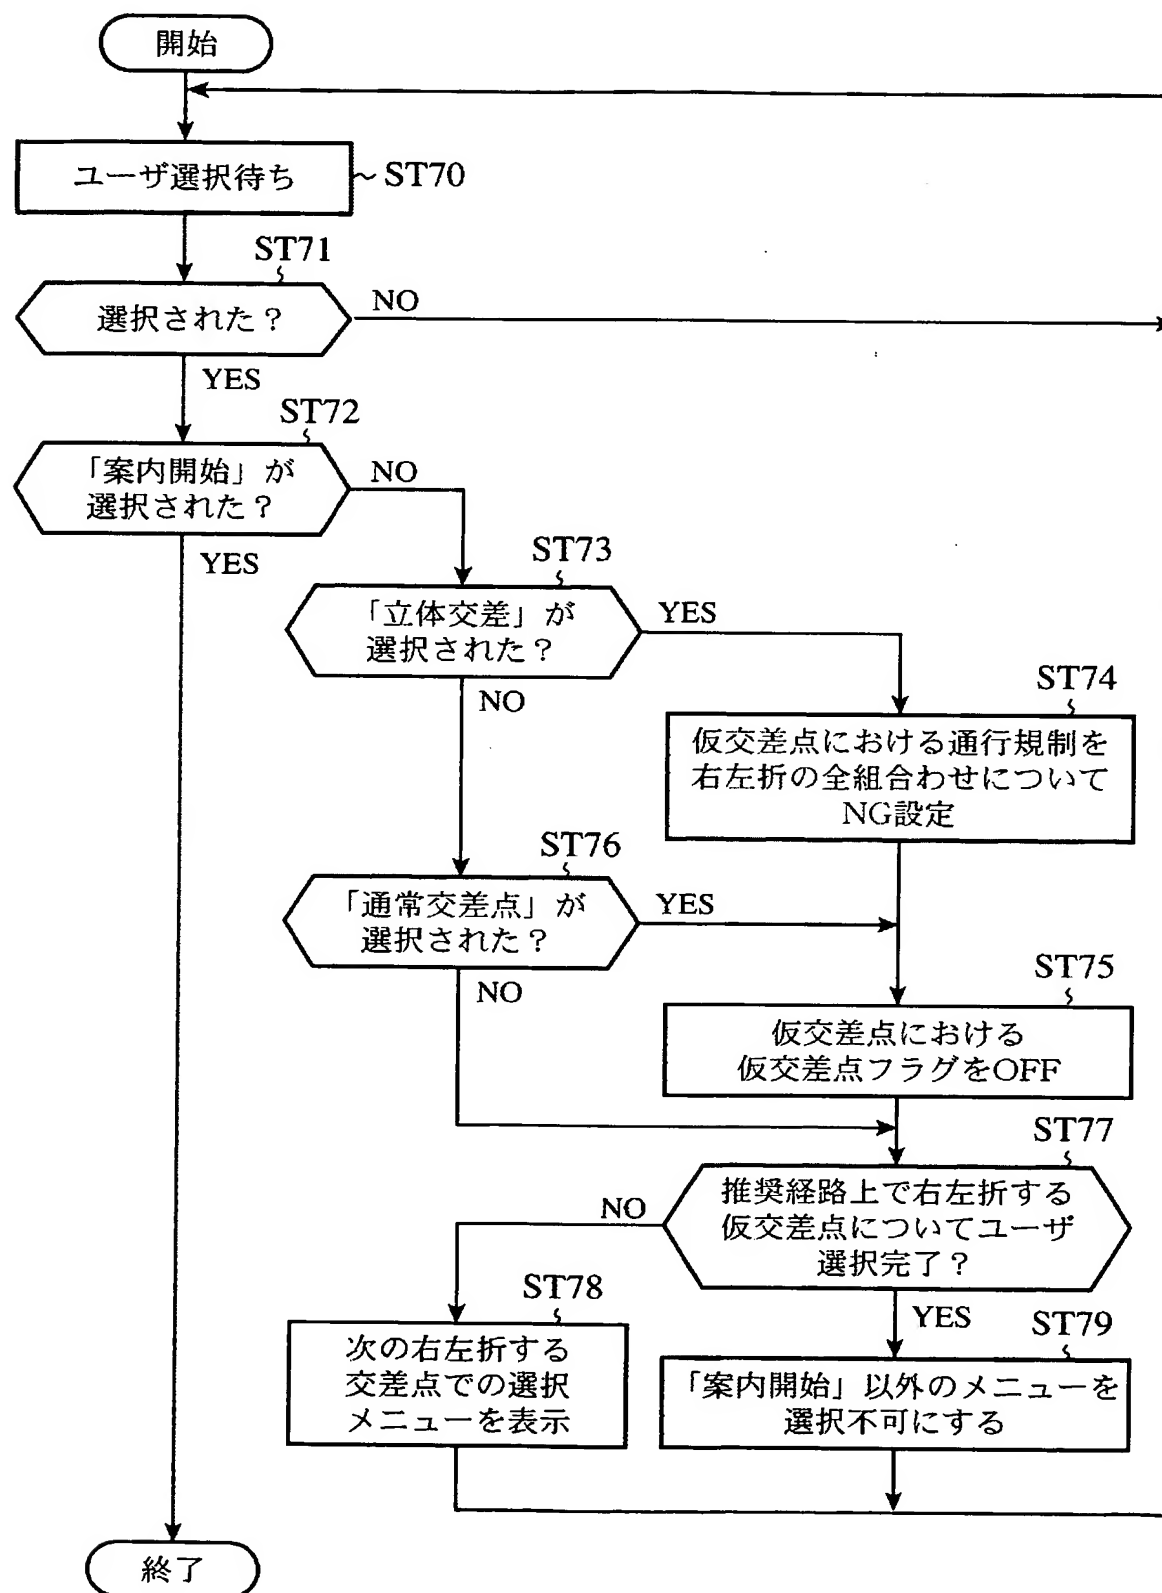 開始
ユーザ選択待ち
ST70
ST71
選択された？
NO
YES
ST72
「案内開始」が
選択された？
NO
YES
ST73
「立体交差」が
選択された？
YES
NO
ST74
仮交差点における通行規制を
右左折の全組合わせについて
NG設定
ST76
「通常交差点」が
選択された？
YES
NO
ST75
仮交差点における
仮交差点フラグをOFF
ST77
推奨経路上で右左折する
仮交差点についてユーザ
選択完了？
NO
YES
ST78
次の右左折する
交差点での選択
メニューを表示
ST79
「案内開始」以外のメニューを
選択不可にする
終了